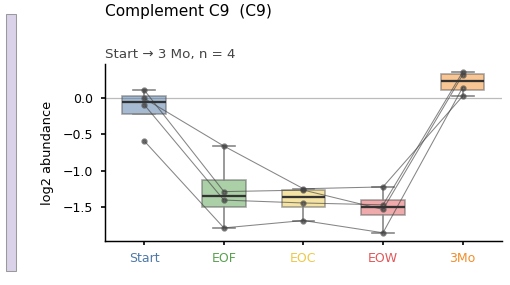 Complement C9 (C9)
Start → 3 Mo, n = 4
log2 abundance
0.0
−0.5
−1.0
−1.5
Start EOF EOC EOW 3Mo